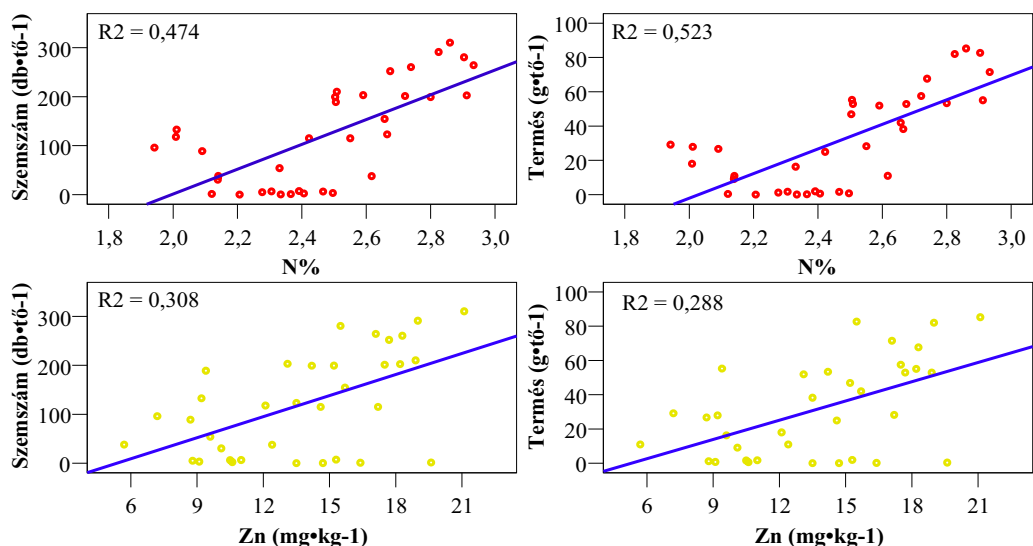 R2 = 0,474
Szemszám (db•tő-1)
300
200
100
0
1,8 2,0 2,2 2,4 2,6 2,8 3,0
N%
R2 = 0,523
Termés (g•tő-1)
100
80
60
40
20
0
1,8 2,0 2,2 2,4 2,6 2,8 3,0
N%
R2 = 0,308
Szemszám (db•tő-1)
300
200
100
0
6 9 12 15 18 21
Zn (mg•kg-1)
R2 = 0,288
Termés (g•tő-1)
100
80
60
40
20
0
6 9 12 15 18 21
Zn (mg•kg-1)